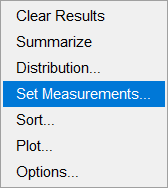 Clear Results
Summarize
Distribution...
Set Measurements...
Sort...
Plot...
Options...